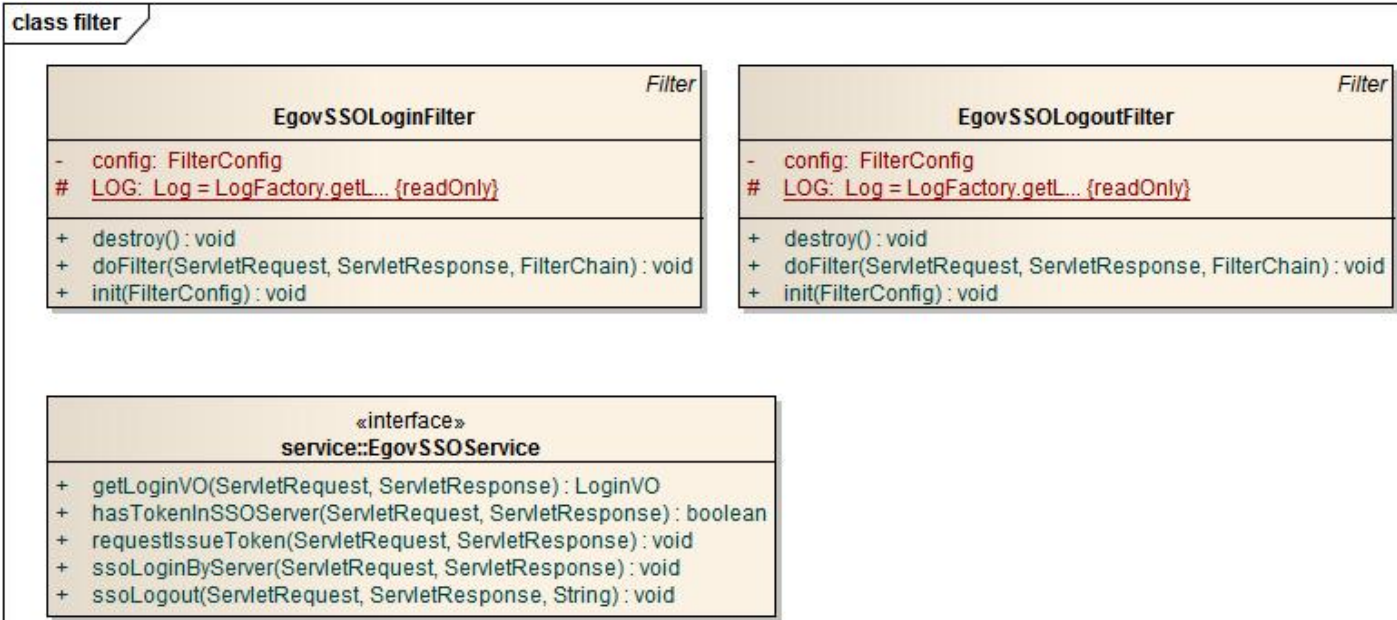 class filter
Filter
EgovSSOLoginFilter
- config: FilterConfig
# LOG: Log = LogFactory.getL... {readOnly}
+ destroy() : void
+ doFilter(ServletRequest, ServletResponse, FilterChain) : void
+ init(FilterConfig) : void
Filter
EgovSSOLogoutFilter
- config: FilterConfig
# LOG: Log = LogFactory.getL... {readOnly}
+ destroy() : void
+ doFilter(ServletRequest, ServletResponse, FilterChain) : void
+ init(FilterConfig) : void
«interface»
service::EgovSSOService
+ getLoginVO(ServletRequest, ServletResponse) : LoginVO
+ hasTokenInSSOServer(ServletRequest, ServletResponse) : boolean
+ requestIssueToken(ServletRequest, ServletResponse) : void
+ ssoLoginByServer(ServletRequest, ServletResponse) : void
+ ssoLogout(ServletRequest, ServletResponse, String) : void